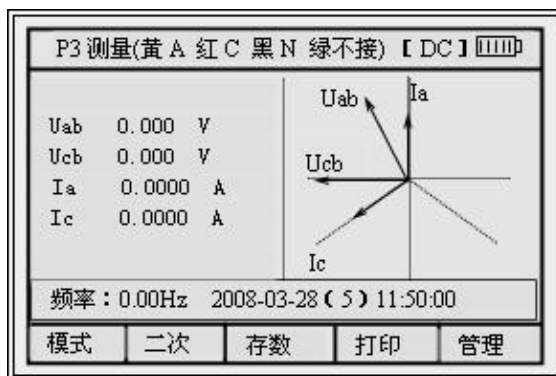 P3 测量(黄 A 红 C 黑 N 绿不接) 【 DC 】
Uab 0.000 V
Ucb 0.000 V
Ia 0.0000 A
Ic 0.0000 A
Uab Ia
Ucb
Ic
频率：0.00Hz 2008-03-28 ( 5 ) 11:50:00
模式 二次 存数 打印 管理